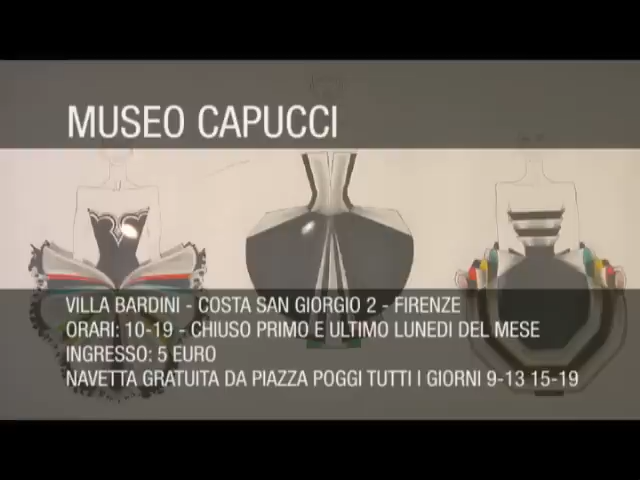 MUSEO CAPUCCI
VILLA BARDINI - COSTA SAN GIORGIO 2 - FIRENZE
ORARI: 10-19 - CHIUSO PRIMO E ULTIMO LUNEDI DEL MESE
INGRESSO: 5 EURO
NAVETTA GRATUITA DA PIAZZA POGGI TUTTI I GIORNI 9-13 15-19